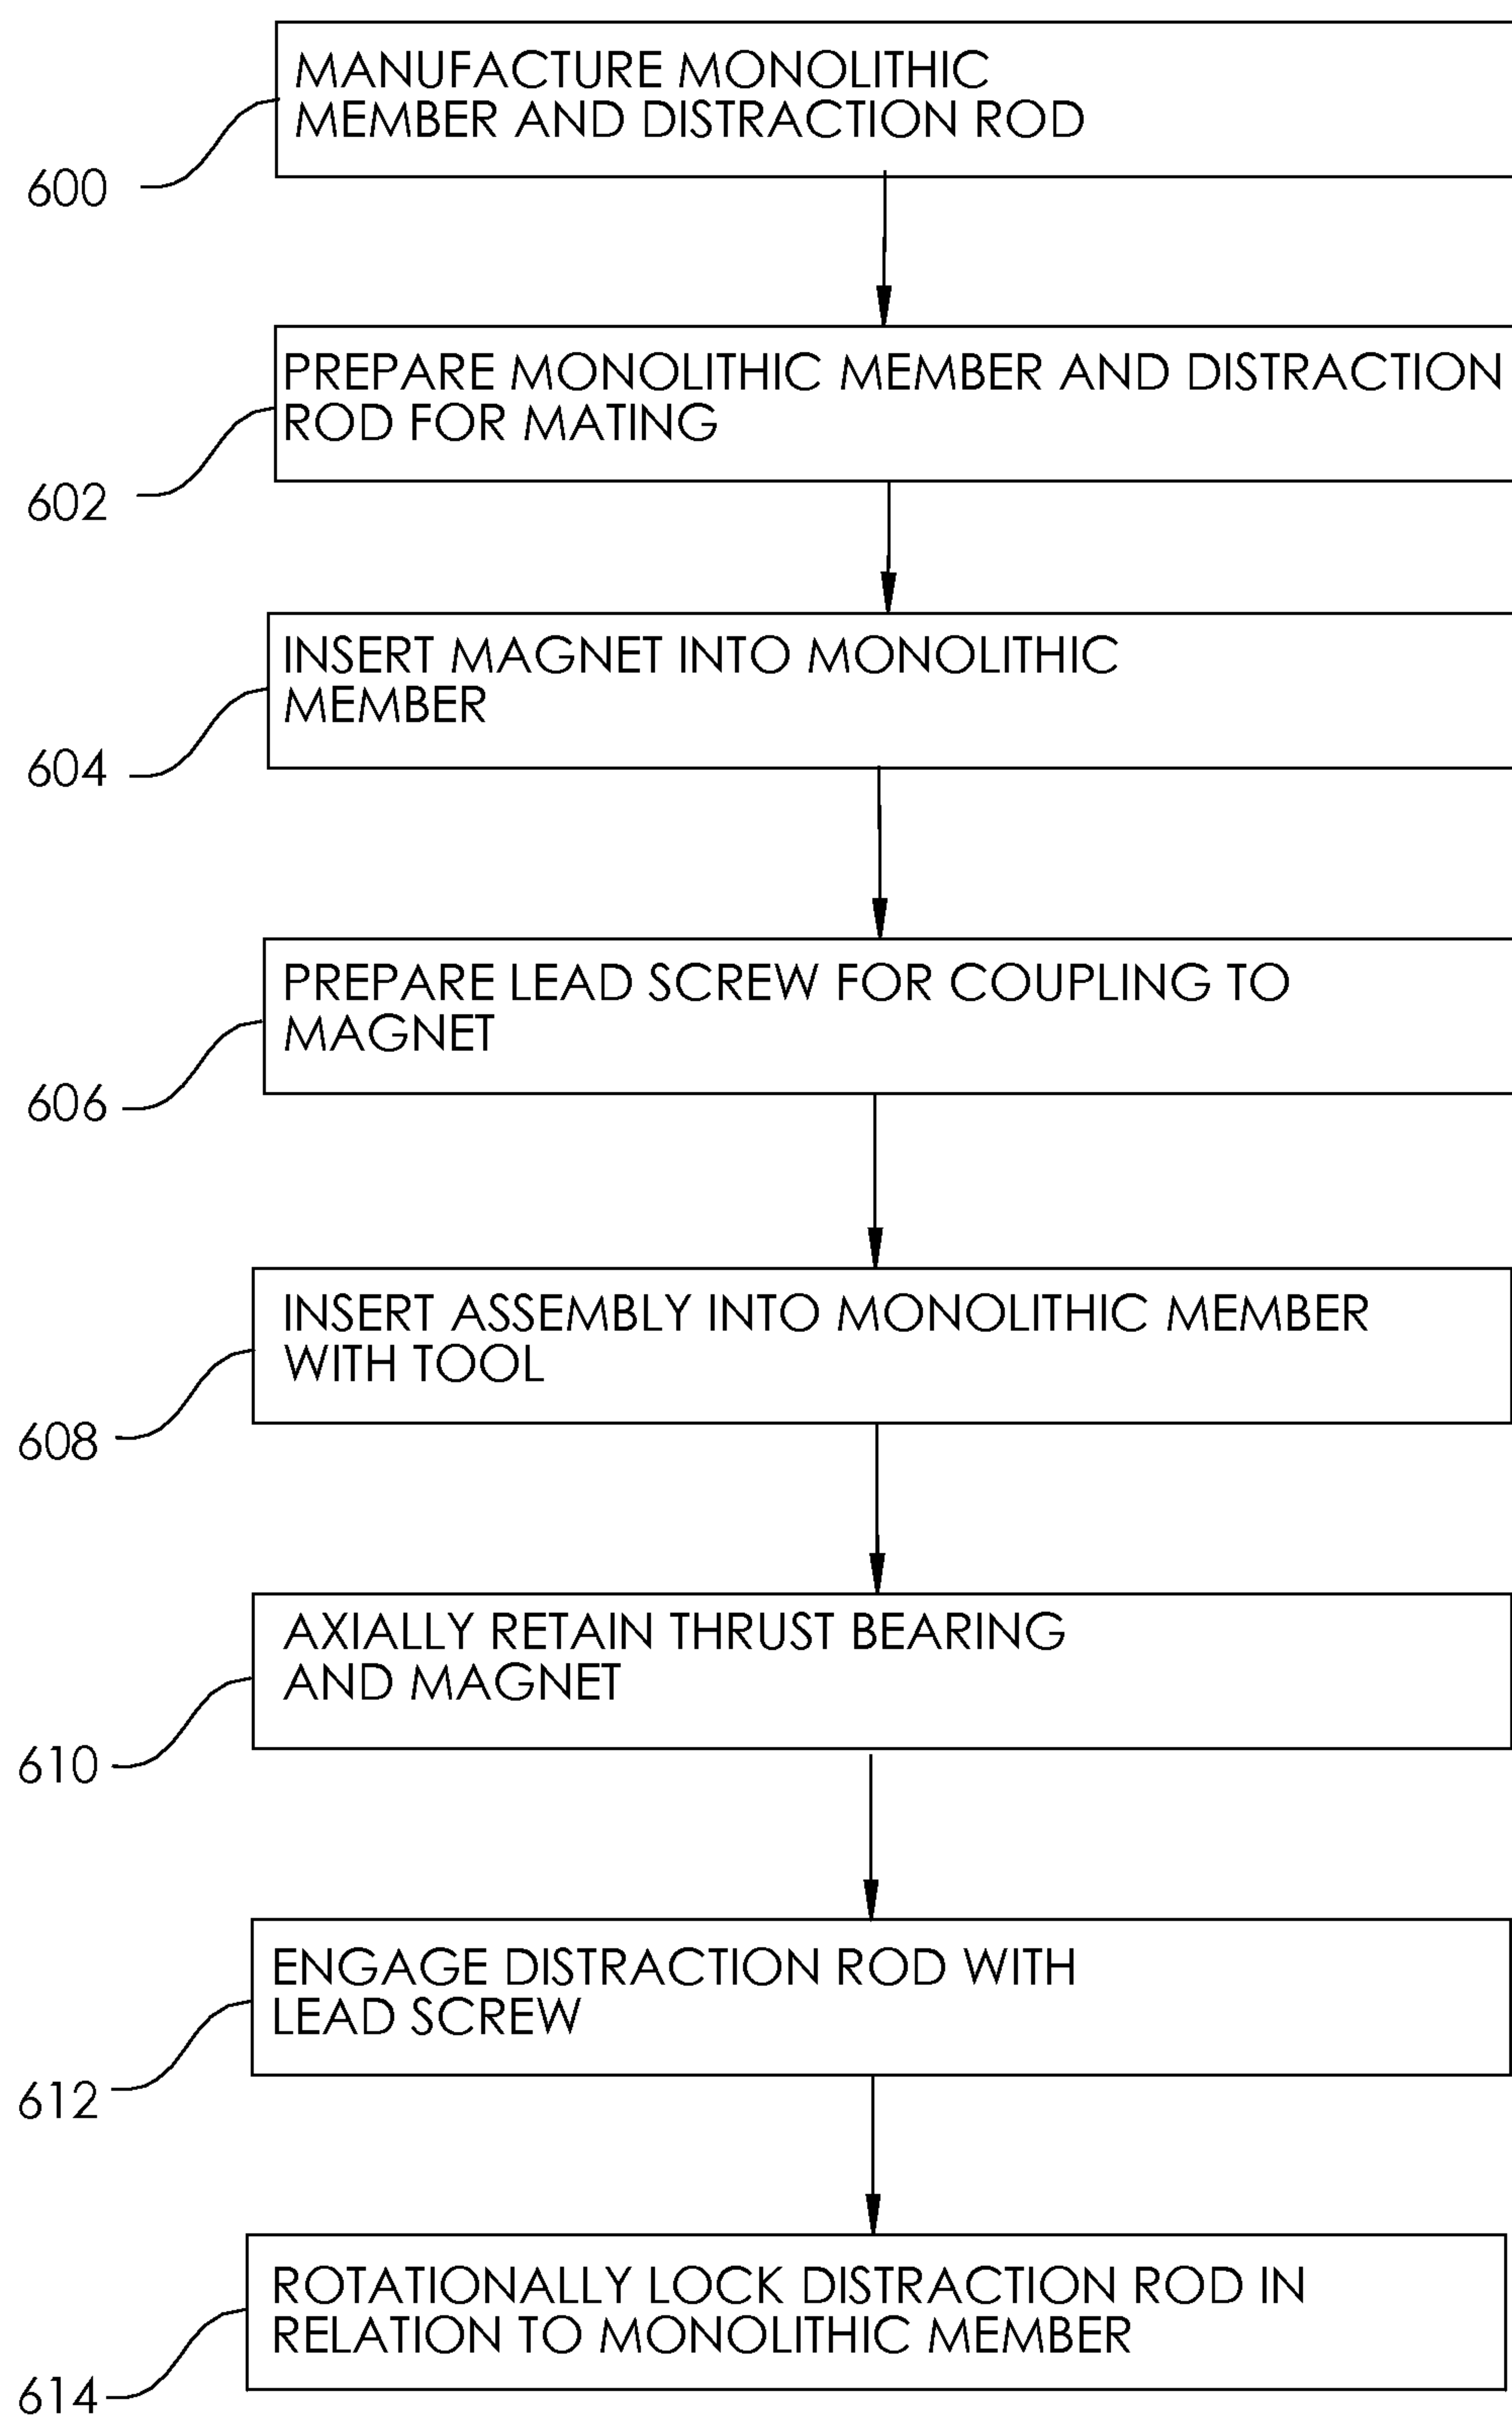 MANUFACTURE MONOLITHIC
MEMBER AND DISTRACTION ROD
600
PREPARE MONOLITHIC MEMBER AND DISTRACTION
ROD FOR MATING
602
INSERT MAGNET INTO MONOLITHIC
MEMBER
604
PREPARE LEAD SCREW FOR COUPLING TO
MAGNET
606
INSERT ASSEMBLY INTO MONOLITHIC MEMBER
WITH TOOL
608
AXIALLY RETAIN THRUST BEARING
AND MAGNET
610
ENGAGE DISTRACTION ROD WITH
LEAD SCREW
612
ROTATIONALLY LOCK DISTRACTION ROD IN
RELATION TO MONOLITHIC MEMBER
614